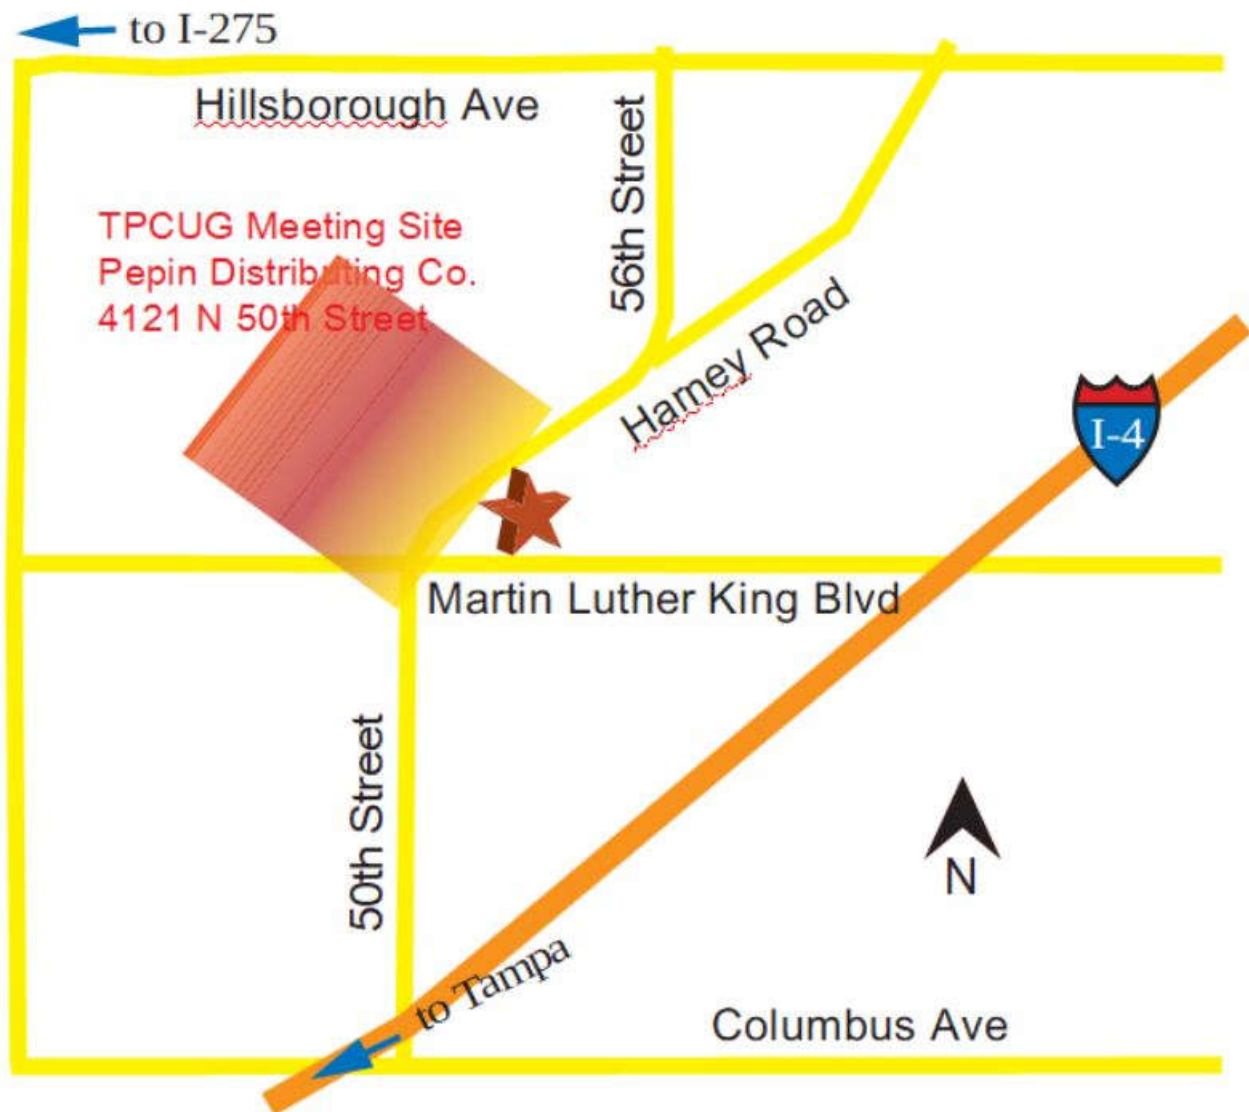 to I-275
Hillsborough Ave
56th Street
TPCUG Meeting Site
Pepin Distributing Co.
4121 N 50th Street
Harney Road
I-4
Martin Luther King Blvd
50th Street
N
to Tampa
Columbus Ave